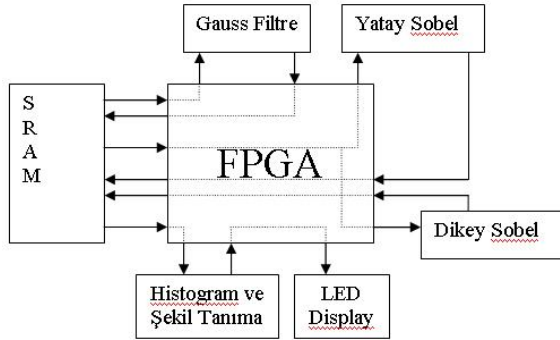 Gauss Filtre
Yatay Sobel
S
R
A
M
FPGA
Dikey Sobel
Histogram ve
Şekil Tanıma
LED
Display